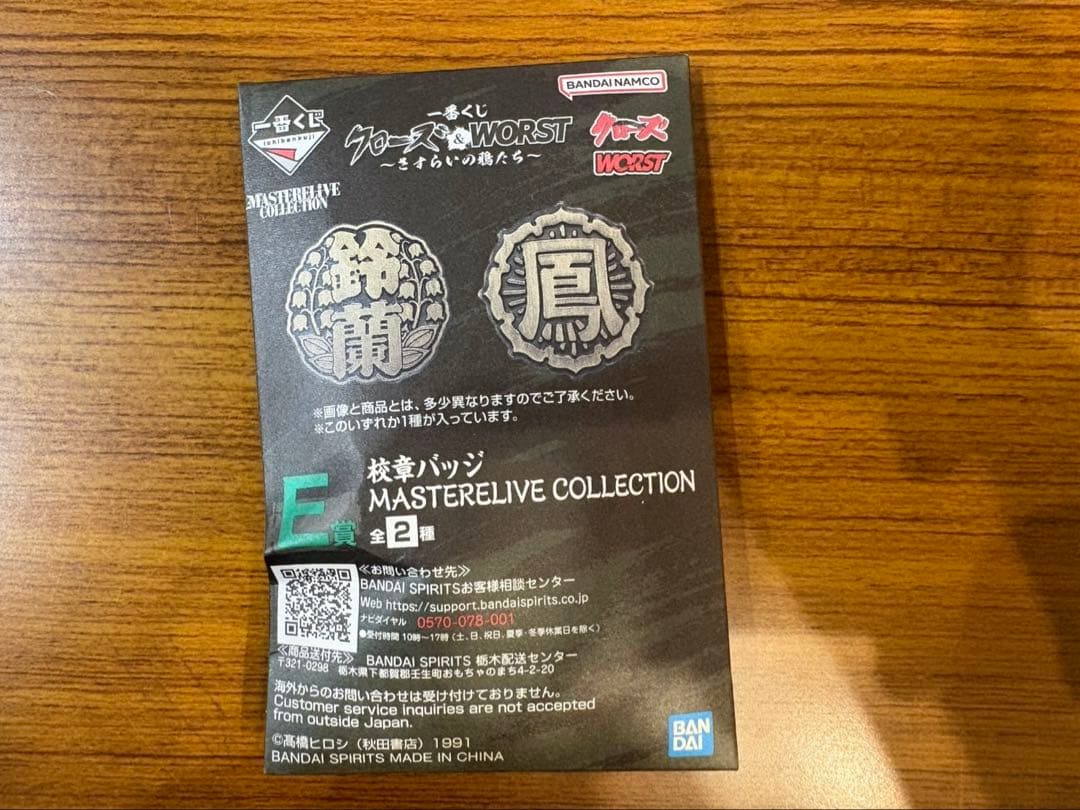 BANDAI NAMCO
一番くじ
ichibankuji
一番くじ
クローズ&WORST
～さすらいの鴉たち～
クローズ
WORST
MASTERELIVE
COLLECTION
鈴蘭
鳳
※画像と商品とは、多少異なりますのでご了承ください。
※このいずれか1種が入っています。
E賞
校章バッジ
MASTERELIVE COLLECTION
全2種
≪お問い合わせ先≫
BANDAI SPIRITSお客様相談センター
Web https://support.bandaispirits.co.jp
ナビダイヤル 0570-078-001
●受付時間 10時～17時(土、日、祝日、夏季・冬季休業日を除く)
≪商品送付先≫ BANDAI SPIRITS 栃木配送センター
〒321-0298 栃木県下都賀郡壬生町おもちゃのまち4-2-20
海外からのお問い合わせは受け付けておりません。
Customer service inquiries are not accepted
from outside Japan.
©髙橋ヒロシ（秋田書店）1991
BANDAI SPIRITS MADE IN CHINA
BAN
DAI